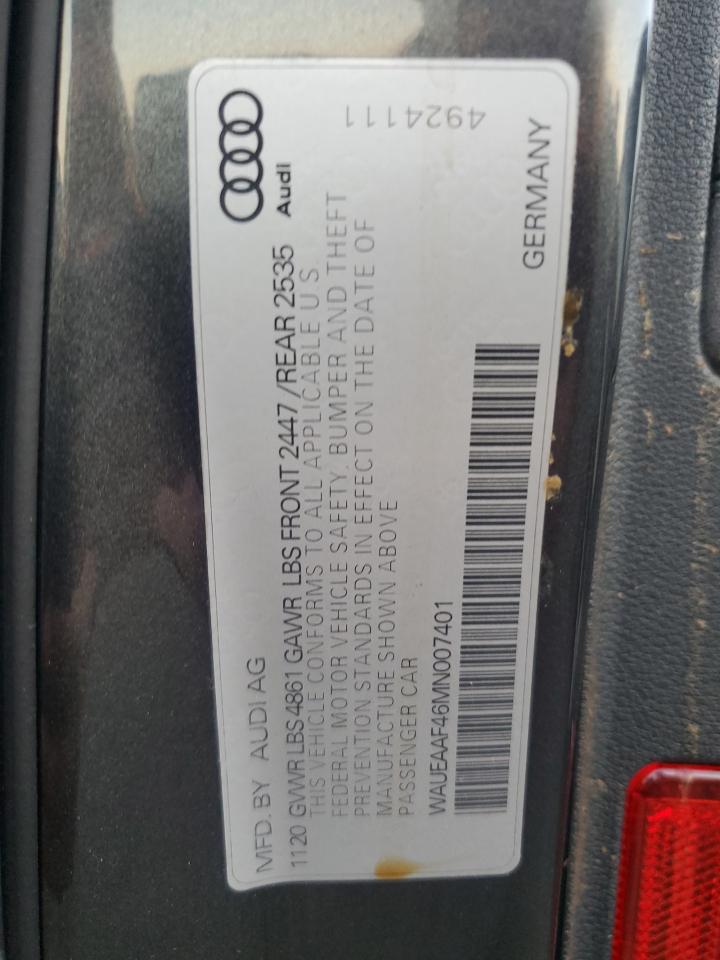 MFD. BY AUDI AG
Audi
1120 GVWR LBS 4861 GAWR LBS FRONT 2447 / REAR 2535
THIS VEHICLE CONFORMS TO ALL APPLICABLE U S
FEDERAL MOTOR VEHICLE SAFETY, BUMPER AND THEFT
PREVENTION STANDARDS IN EFFECT ON THE DATE OF
MANUFACTURE SHOWN ABOVE
PASSENGER CAR
4924111
WAUEAAF46MN007401
GERMANY